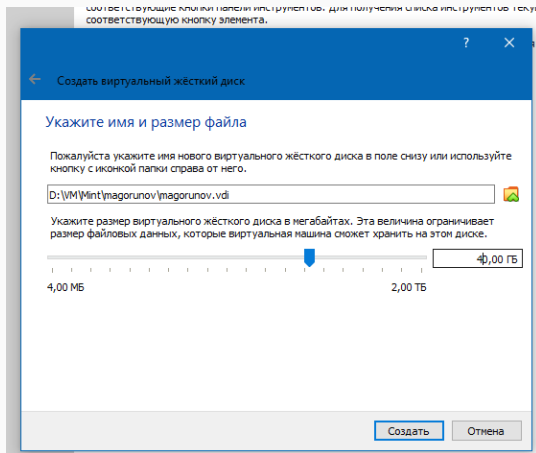 соответствующие кнопки панели инструментов. Для получения списка инструментов теку
соответствующую кнопку элемента.
?
Создать виртуальный жёсткий диск
Укажите имя и размер файла
Пожалуйста укажите имя нового виртуального жёсткого диска в поле снизу или используйте
кнопку с иконкой папки справа от него.
D:\VM\Mint\magorunov\magorunov.vdi
Укажите размер виртуального жёсткого диска в мегабайтах. Эта величина ограничивает
размер файловых данных, которые виртуальная машина сможет хранить на этом диске.
40,00 ГБ
4,00 МБ 2,00 ТБ
Создать Отмена